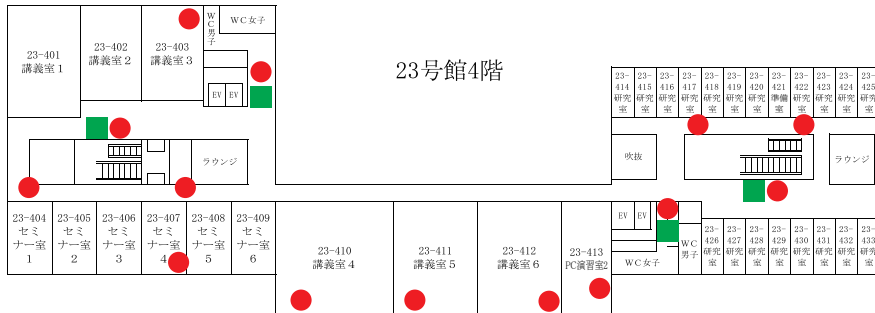 23号館4階
WC男子
WC女子
23-401
講義室1
23-402
講義室2
23-403
講義室3
EV
EV
ラウンジ
23-404
セミ
ナー室
1
23-405
セミ
ナー室
2
23-406
セミ
ナー室
3
23-407
セミ
ナー室
4
23-408
セミ
ナー室
5
23-409
セミ
ナー室
6
23-410
講義室4
23-411
講義室5
23-412
講義室6
23-413
PC演習室2
23-
414
研究
室
23-
415
研究
室
23-
416
研究
室
23-
417
研究
室
23-
418
研究
室
23-
419
研究
室
23-
420
研究
室
23-
421
準備
室
23-
422
研究
室
23-
423
研究
室
23-
424
研究
室
23-
425
研究
室
吹抜
ラウンジ
EV
EV
WC女子
WC
男子
23-
426
研究
室
23-
427
研究
室
23-
428
研究
室
23-
429
研究
室
23-
430
研究
室
23-
431
研究
室
23-
432
研究
室
23-
433
研究
室